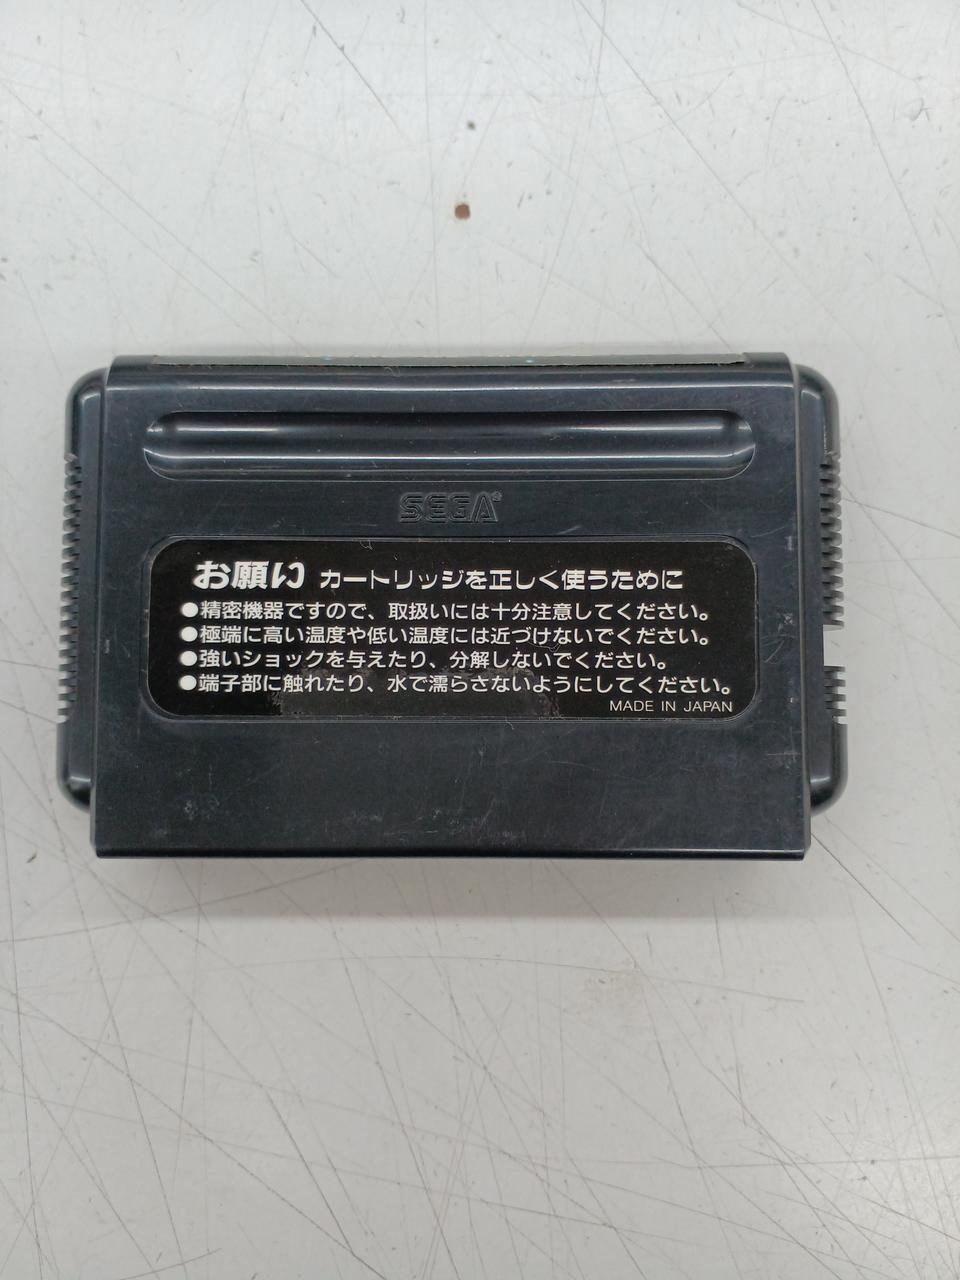 SEGA®
お願い カートリッジを正しく使うために
●精密機器ですので、取扱いには十分注意してください。
●極端に高い温度や低い温度には近づけないでください。
●強いショックを与えたり、分解しないでください。
●端子部に触れたり、水で濡らさないようにしてください。
MADE IN JAPAN